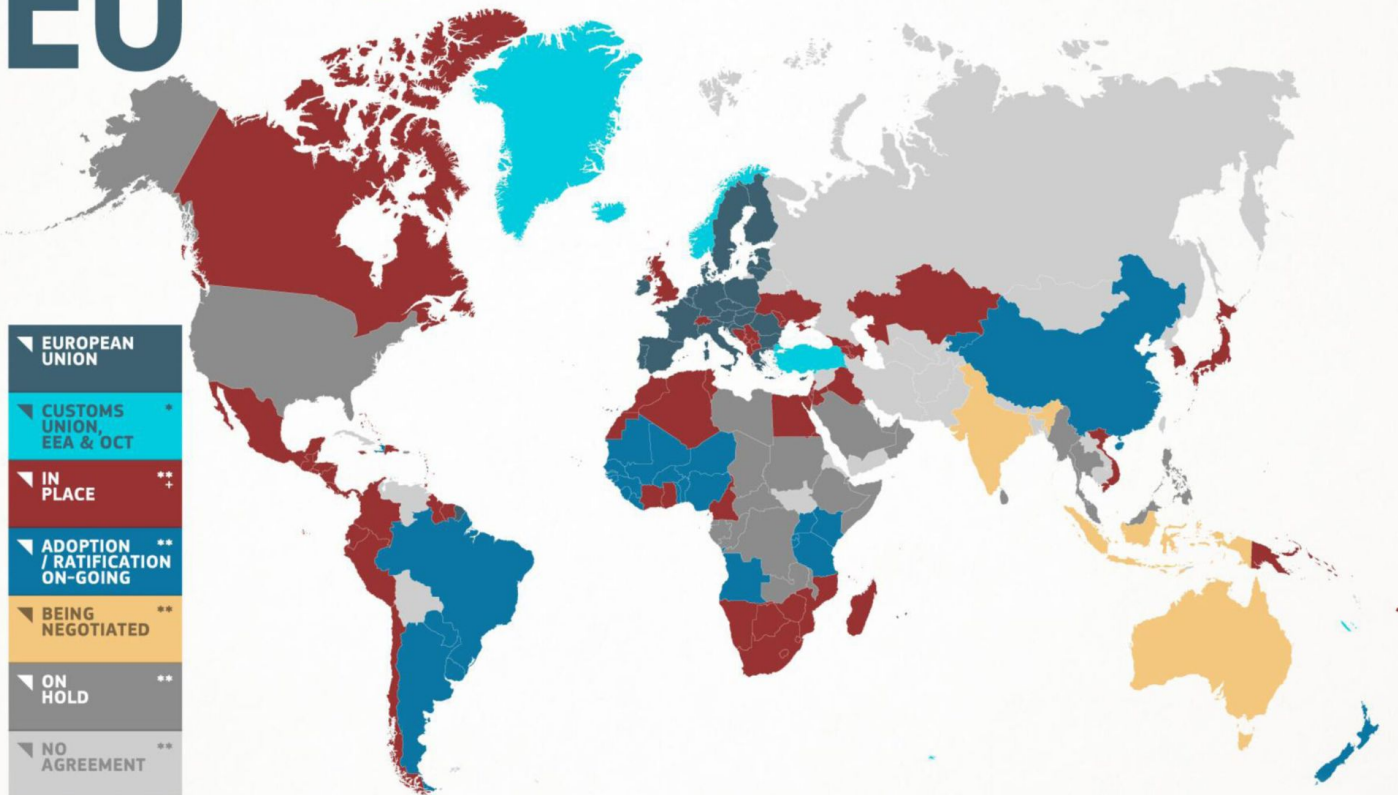 EU
EUROPEAN
UNION
CUSTOMS *
UNION,
EEA & OCT
IN **
PLACE +
ADOPTION **
/ RATIFICATION
ON-GOING
BEING **
NEGOTIATED
ON **
HOLD
NO **
AGREEMENT